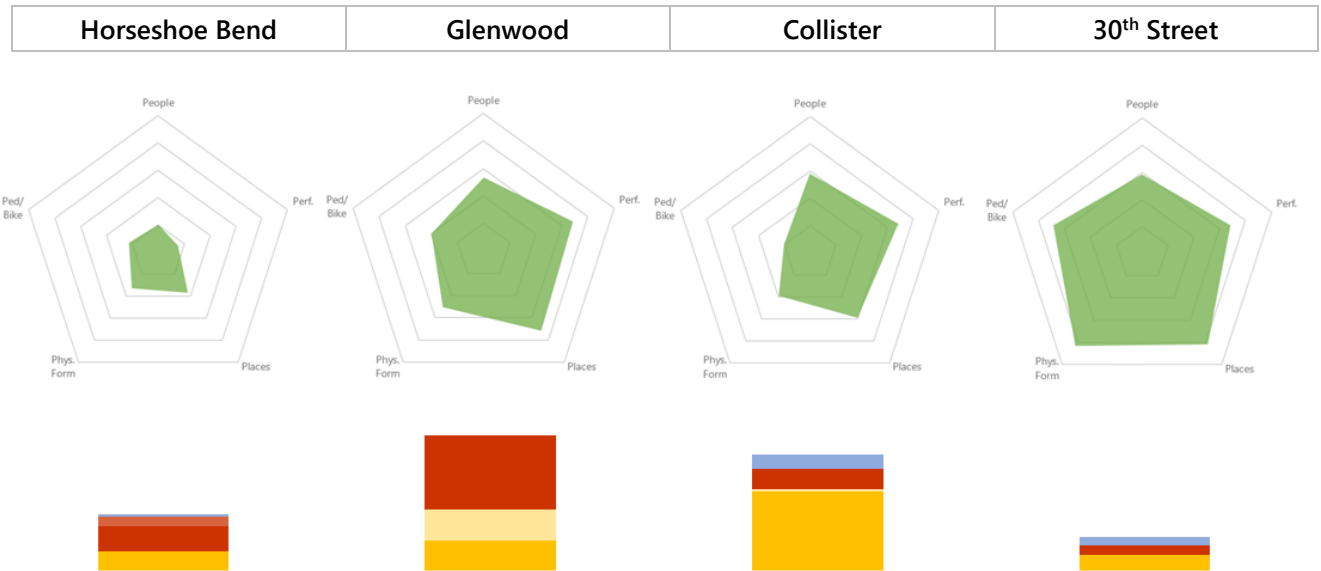 Horseshoe Bend
Glenwood
Collister
30th Street
People
Perf.
Places
Phys.
Form
Ped/
Bike
People
Perf.
Places
Phys.
Form
Ped/
Bike
People
Perf.
Places
Phys.
Form
Ped/
Bike
People
Perf.
Places
Phys.
Form
Ped/
Bike